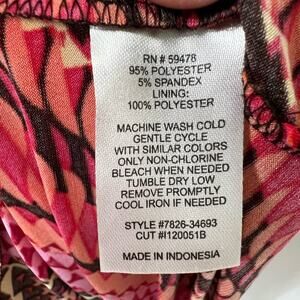 RN # 59478
95% POLYESTER
5% SPANDEX
LINING:
100% POLYESTER
MACHINE WASH COLD
GENTLE CYCLE
WITH SIMILAR COLORS
ONLY NON-CHLORINE
BLEACH WHEN NEEDED
TUMBLE DRY LOW
REMOVE PROMPTLY
COOL IRON IF NEEDED
STYLE #7826-34693
CUT #I120051B
MADE IN INDONESIA